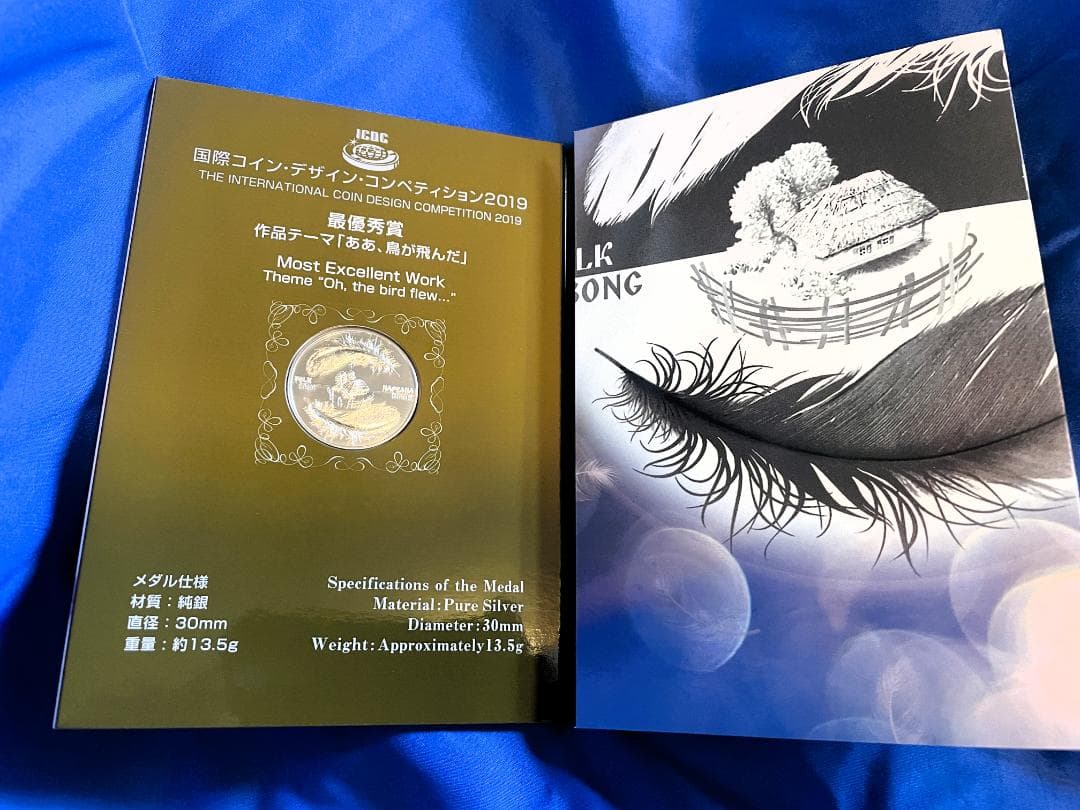 ICDC
国際コイン・デザイン・コンペティション2019
THE INTERNATIONAL COIN DESIGN COMPETITION 2019
最優秀賞
作品テーマ「ああ、鳥が飛んだ」
Most Excellent Work
Theme "Oh, the bird flew..."
FOLK
SONG
メダル仕様
材質：純銀
直径：30mm
重量：約13.5g
Specifications of the Medal
Material:Pure Silver
Diameter:30mm
Weight:Approximately13.5g
LK
SONG